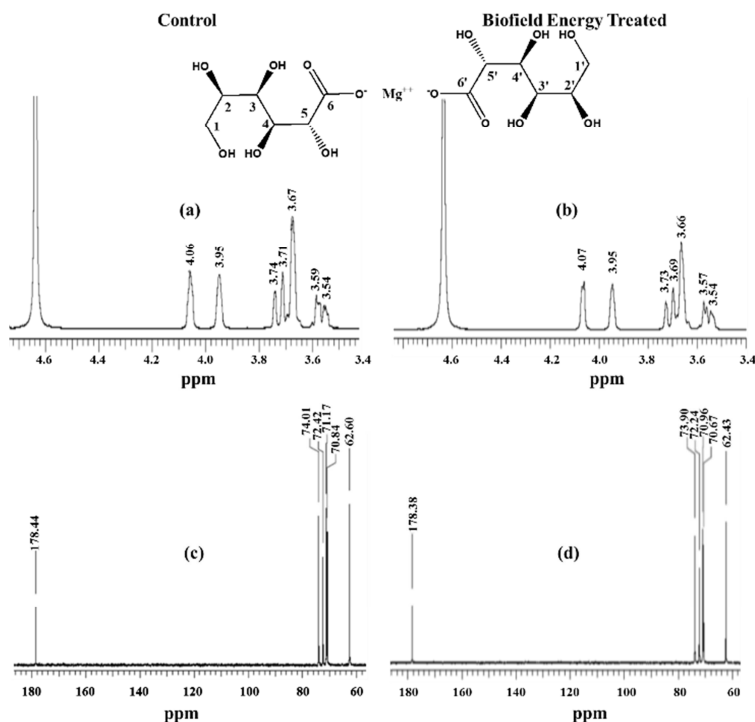 Control
Biofield Energy Treated
HO OH O
2 3 6 O⁻
1 4 5
OH HO OH
Mg⁺⁺
HO OH HO
6' 5' 4' 1'
⁻O 3' 2'
O HO OH
(a)
4.06
3.95
3.74
3.71
3.67
3.59
3.54
4.6 4.2 4.0 3.8 3.6 3.4
ppm
(b)
4.07
3.95
3.73
3.69
3.66
3.57
3.54
4.6 4.2 4.0 3.8 3.6 3.4
ppm
(c)
178.44
74.01
72.42
71.17
70.84
62.60
180 160 140 120 100 80 60
ppm
(d)
178.38
73.90
72.24
70.96
70.67
62.43
180 160 140 120 100 80 60
ppm